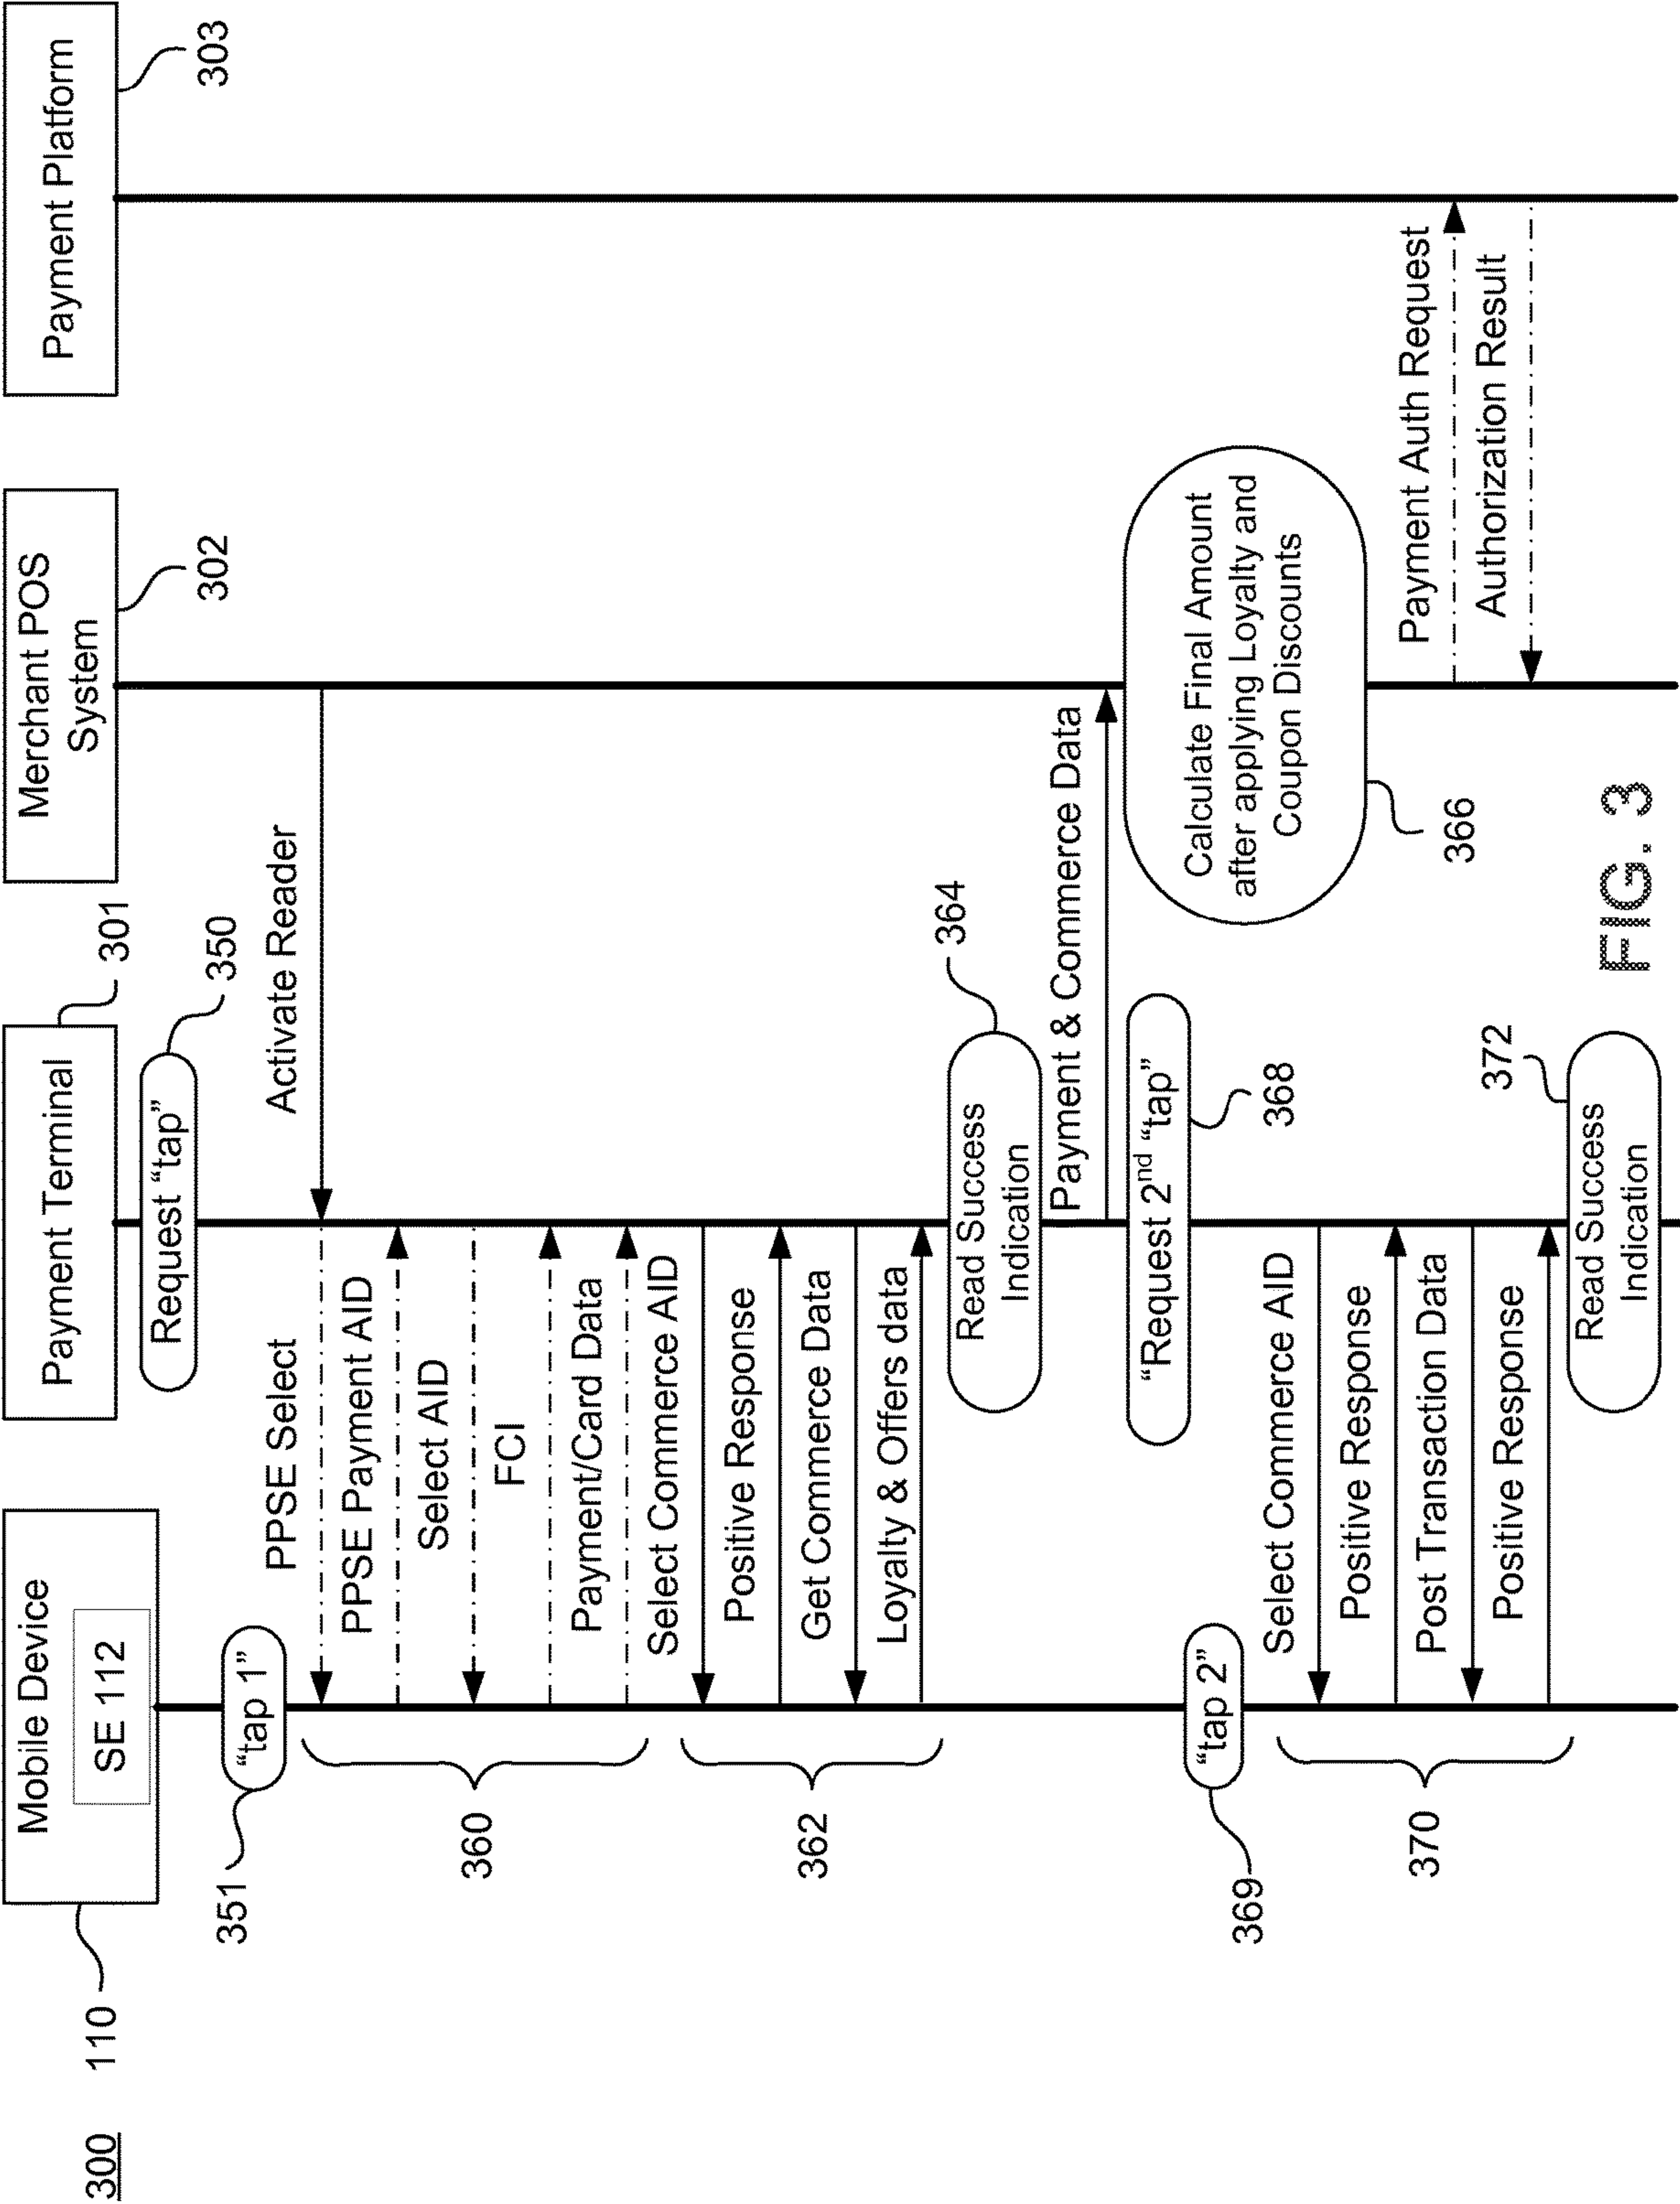 300
110
Mobile Device
SE 112
Payment Terminal
301
Merchant POS
System
302
Payment Platform
303
Request “tap”
350
“tap 1”
351
Activate Reader
PPSE Select
PPSE Payment AID
Select AID
FCI
Payment/Card Data
360
Select Commerce AID
Positive Response
Get Commerce Data
Loyalty & Offers data
362
Read Success
Indication
364
Payment & Commerce Data
Calculate Final Amount
after applying Loyalty and
Coupon Discounts
366
“Request 2nd “tap”
368
“tap 2”
369
Select Commerce AID
Positive Response
Post Transaction Data
Positive Response
370
Payment Auth Request
Authorization Result
Read Success
Indication
372
FIG. 3